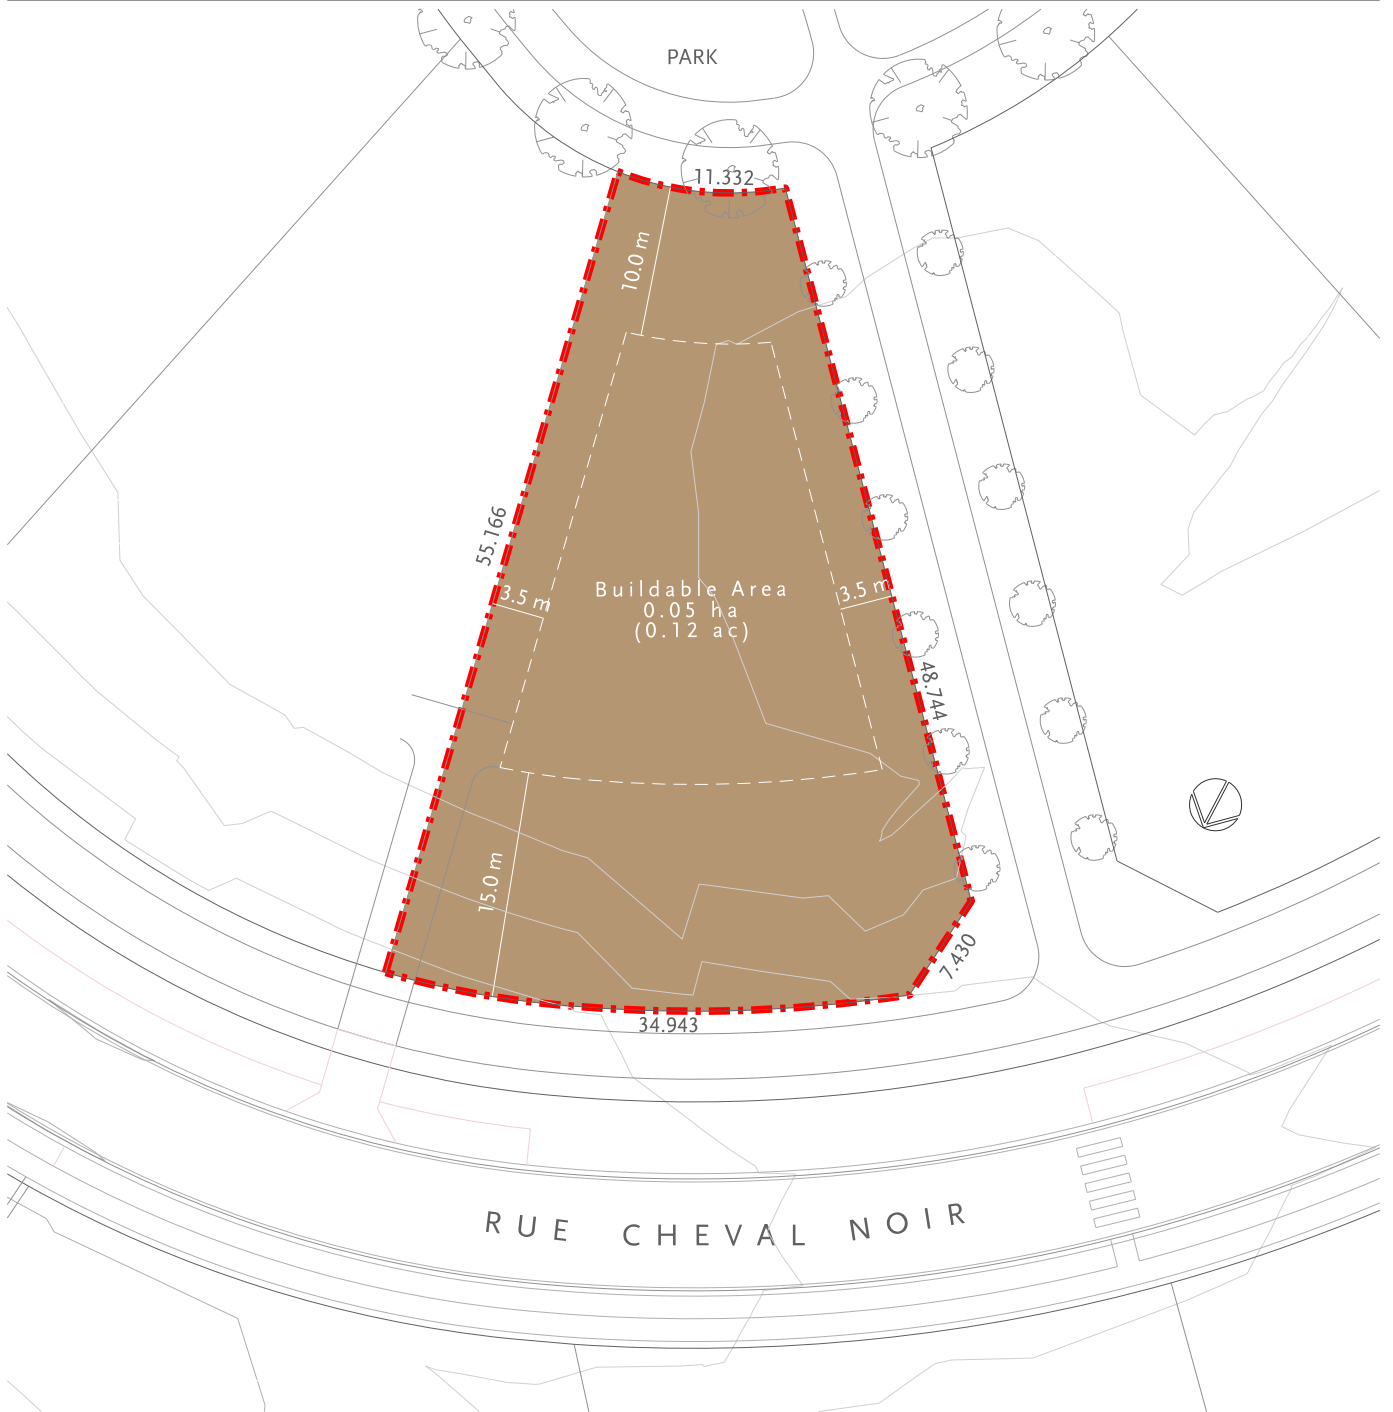 PARK
11.332
10.0 m
55.166
3.5 m
Buildable Area
0.05 ha
(0.12 ac)
3.5 m
48.744
15.0 m
7.430
34.943
RUE CHEVAL NOIR